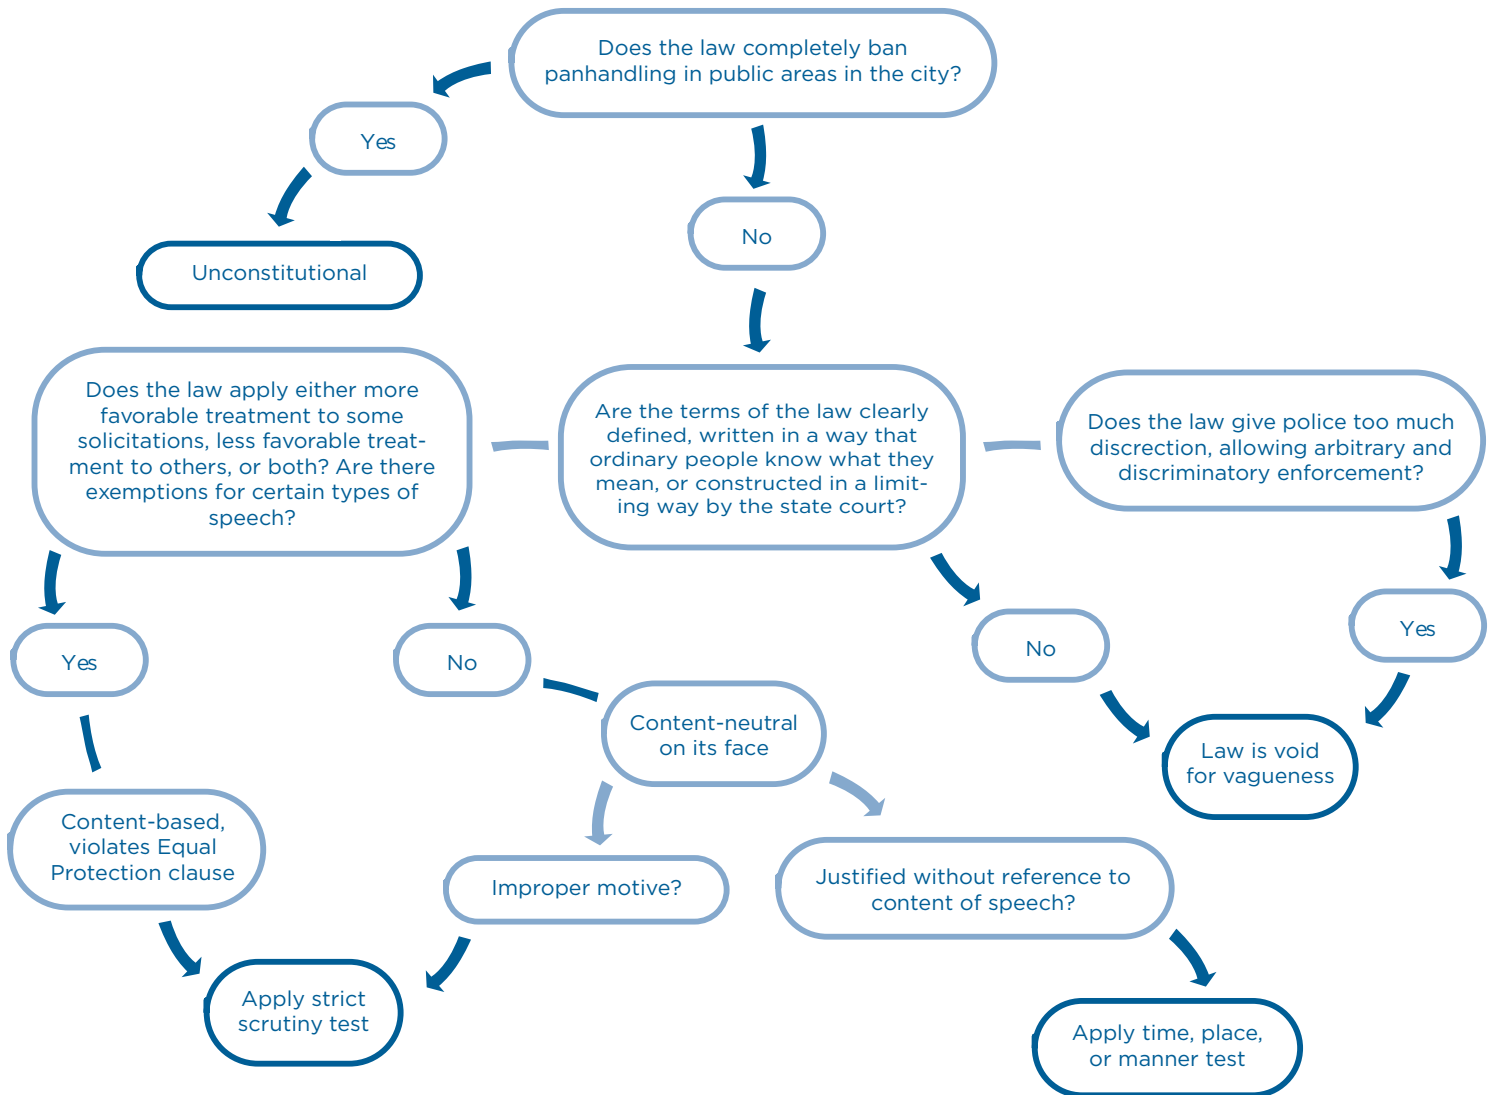 Does the law completely ban
panhandling in public areas in the city?
Yes
No
Unconstitutional
Does the law apply either more
favorable treatment to some
solicitations, less favorable treat-
ment to others, or both? Are there
exemptions for certain types of
speech?
Are the terms of the law clearly
defined, written in a way that
ordinary people know what they
mean, or constructed in a limit-
ing way by the state court?
Does the law give police too much
discretion, allowing arbitrary and
discriminatory enforcement?
Yes
No
No
Yes
Content-neutral
on its face
Law is void
for vagueness
Content-based,
violates Equal
Protection clause
Improper motive?
Justified without reference to
content of speech?
Apply strict
scrutiny test
Apply time, place,
or manner test